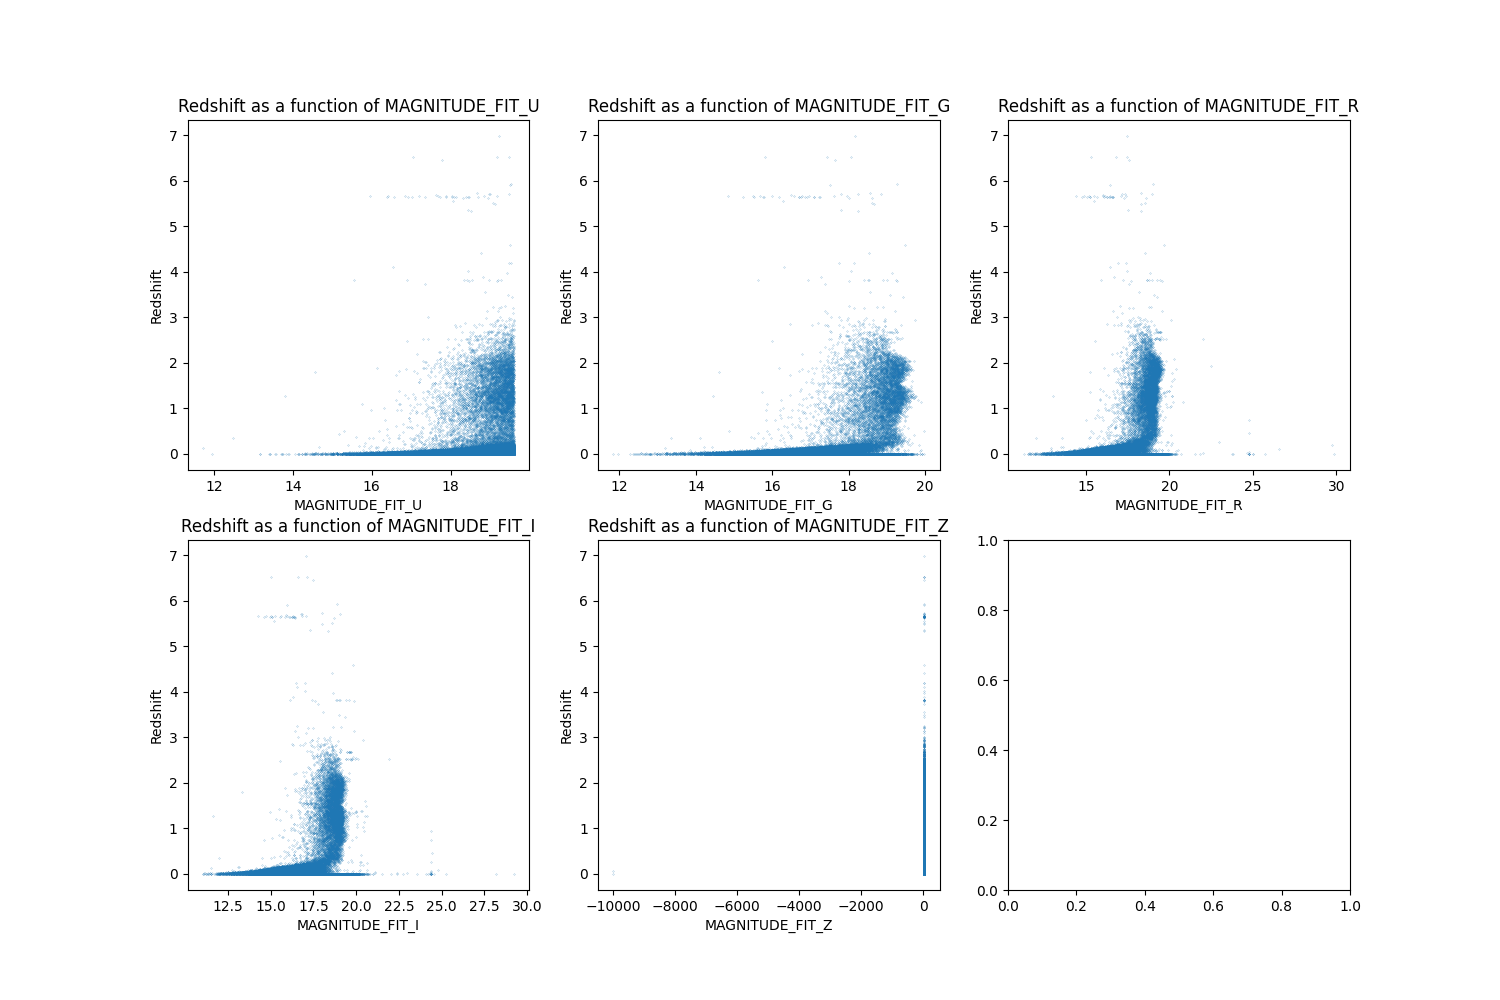 Redshift as a function of MAGNITUDE_FIT_U
7
6
5
4
3
2
1
0
Redshift
12 14 16 18
MAGNITUDE_FIT_U
Redshift as a function of MAGNITUDE_FIT_G
7
6
5
4
3
2
1
0
Redshift
12 14 16 18 20
MAGNITUDE_FIT_G
Redshift as a function of MAGNITUDE_FIT_R
7
6
5
4
3
2
1
0
Redshift
15 20 25 30
MAGNITUDE_FIT_R
Redshift as a function of MAGNITUDE_FIT_I
7
6
5
4
3
2
1
0
Redshift
12.5 15.0 17.5 20.0 22.5 25.0 27.5 30.0
MAGNITUDE_FIT_I
Redshift as a function of MAGNITUDE_FIT_Z
7
6
5
4
3
2
1
0
Redshift
−10000 −8000 −6000 −4000 −2000 0
MAGNITUDE_FIT_Z
1.0
0.8
0.6
0.4
0.2
0.0
0.0 0.2 0.4 0.6 0.8 1.0